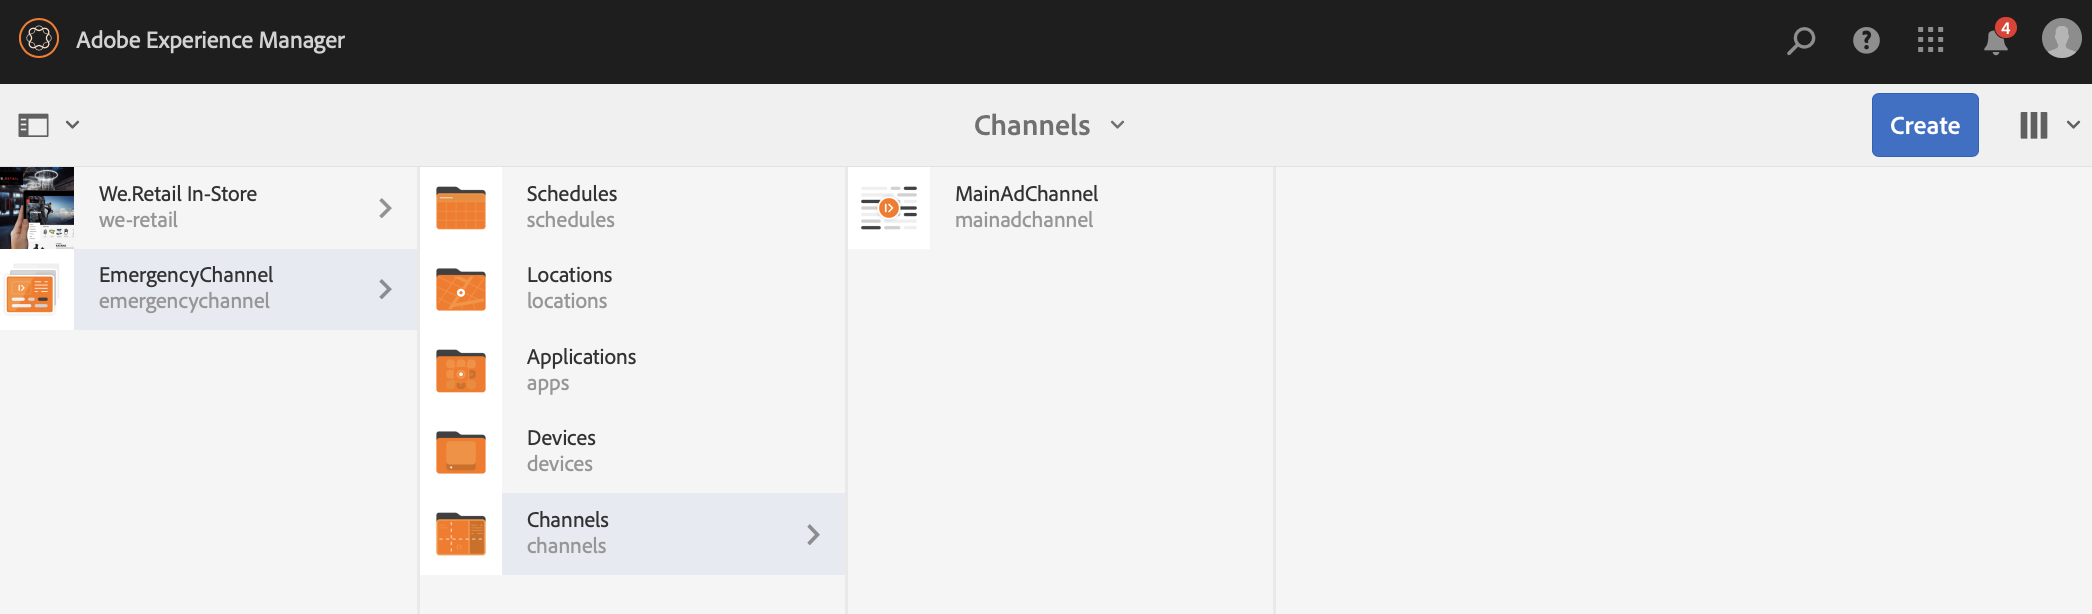 Adobe Experience Manager
4
Channels
Create
We.Retail In-Store
we-retail
EmergencyChannel
emergencychannel
Schedules
schedules
Locations
locations
Applications
apps
Devices
devices
Channels
channels
MainAdChannel
mainadchannel